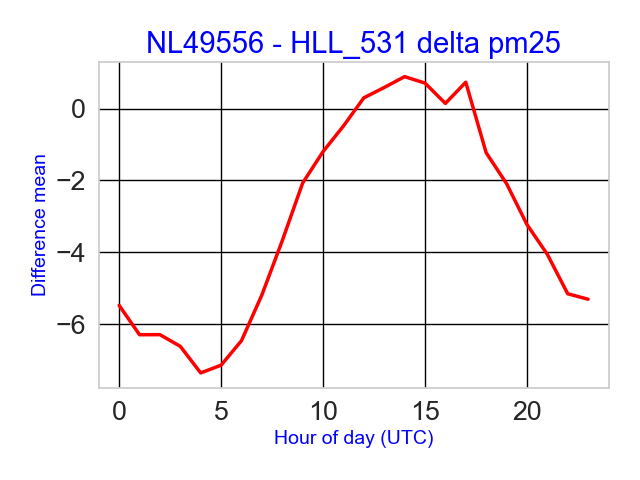 NL49556 - HLL_531 delta pm25
Difference mean
0
−2
−4
−6
0 5 10 15 20
Hour of day (UTC)